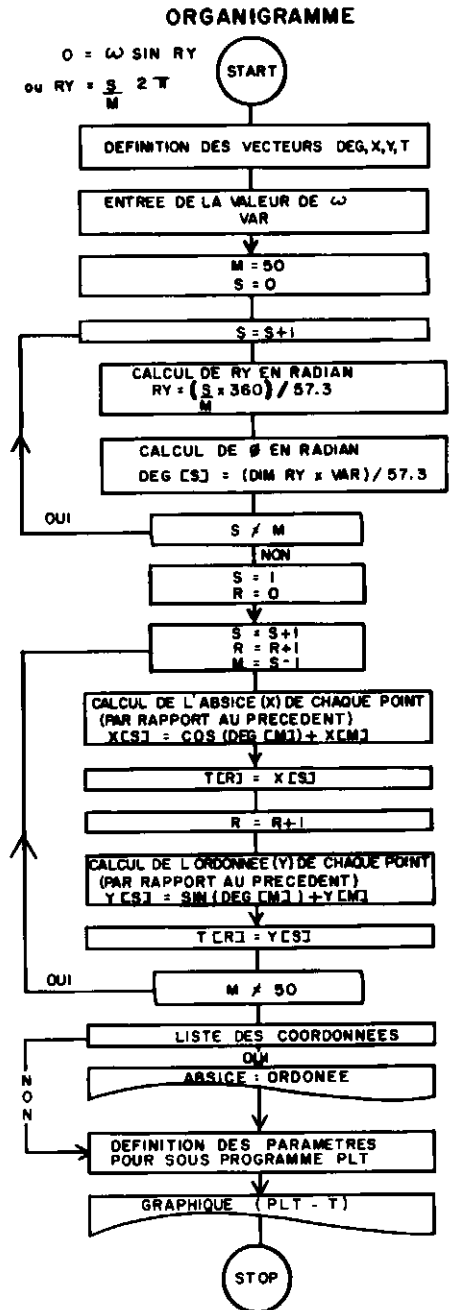 ORGANIGRAMME
O = ω SIN RY
ou RY = S/M 2 π
START
DEFINITION DES VECTEURS DEG, X, Y, T
ENTREE DE LA VALEUR DE ω
VAR
M = 50
S = 0
S = S+1
CALCUL DE RY EN RADIAN
RY = (S/M x 360) / 57.3
CALCUL DE Ø EN RADIAN
DEG [S] = (DIM RY x VAR) / 57.3
OUI
S ≠ M
NON
S = 1
R = 0
S = S+1
R = R+1
M = S-1
CALCUL DE L'ABSICE (X) DE CHAQUE POINT
(PAR RAPPORT AU PRECEDENT)
X[S] = COS (DEG [M]) + X[M]
T[R] = X[S]
R = R+1
CALCUL DE L'ORDONNEE (Y) DE CHAQUE POINT
(PAR RAPPORT AU PRECEDENT)
Y [S] = SIN (DEG [M]) + Y[M]
T [R] = Y[S]
OUI
M ≠ 50
LISTE DES COORDONNEES
OUI
ABSICE : ORDONEE
NON
DEFINITION DES PARAMETRES
POUR SOUS PROGRAMME PLT
GRAPHIQUE (PLT - T)
STOP